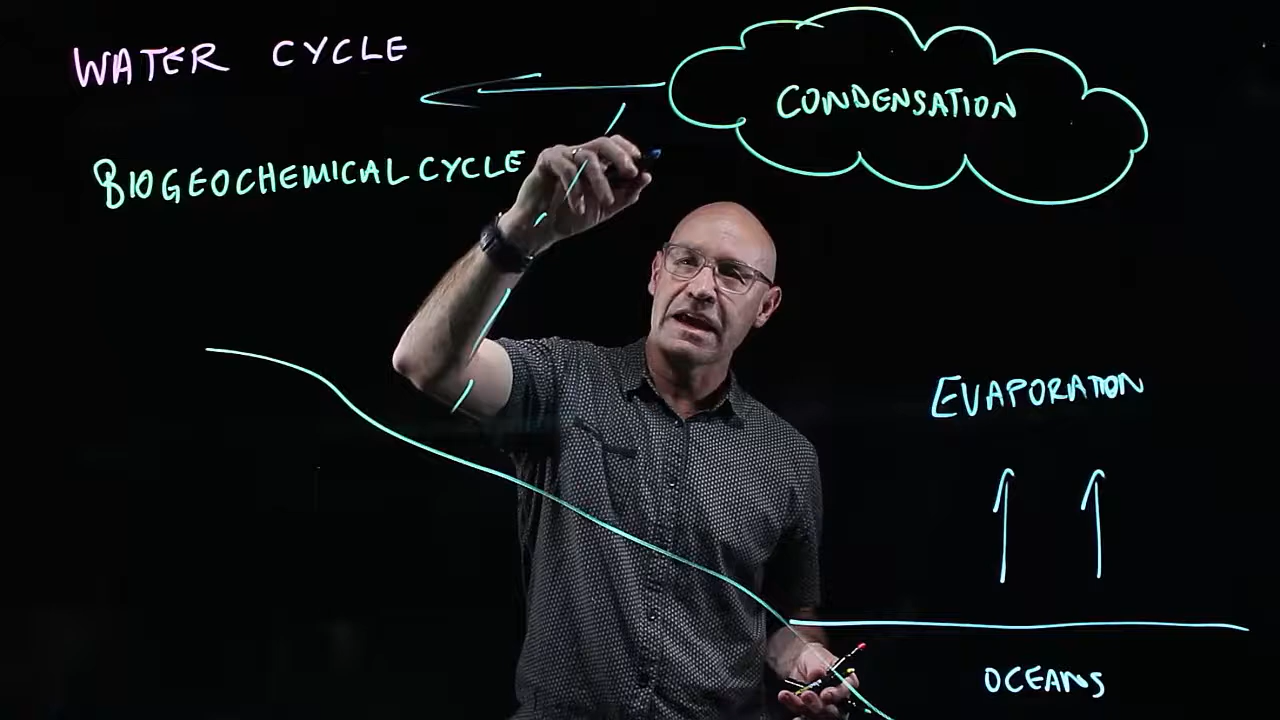 WATER CYCLE
BIOGEOCHEMICAL CYCLE
CONDENSATION
EVAPORATION
OCEANS